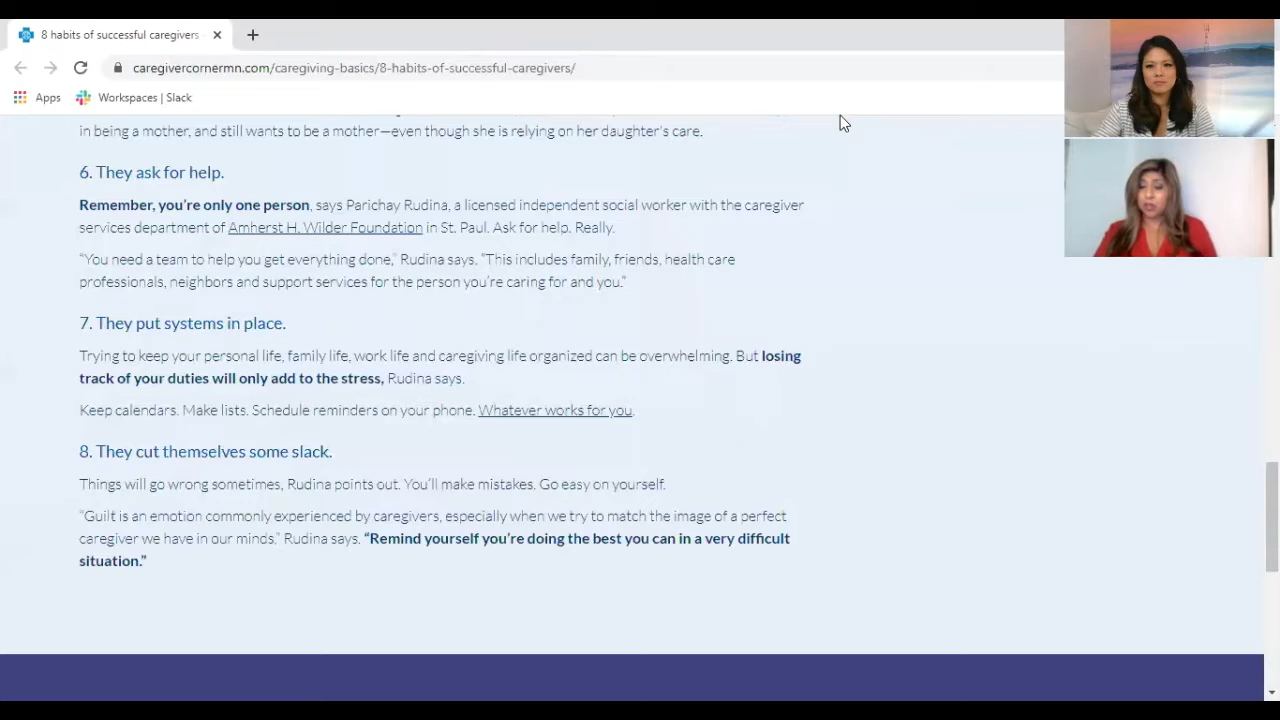 8 habits of successful caregivers
caregivercornermn.com/caregiving-basics/8-habits-of-successful-caregivers/
Apps
Workspaces | Slack
in being a mother, and still wants to be a mother—even though she is relying on her daughter's care.
6. They ask for help.
Remember, you're only one person, says Parichay Rudina, a licensed independent social worker with the caregiver
services department of Amherst H. Wilder Foundation in St. Paul. Ask for help. Really.
“You need a team to help you get everything done,” Rudina says. “This includes family, friends, health care
professionals, neighbors and support services for the person you're caring for and you.”
7. They put systems in place.
Trying to keep your personal life, family life, work life and caregiving life organized can be overwhelming. But losing
track of your duties will only add to the stress, Rudina says.
Keep calendars. Make lists. Schedule reminders on your phone. Whatever works for you.
8. They cut themselves some slack.
Things will go wrong sometimes, Rudina points out. You'll make mistakes. Go easy on yourself.
“Guilt is an emotion commonly experienced by caregivers, especially when we try to match the image of a perfect
caregiver we have in our minds,” Rudina says. “Remind yourself you're doing the best you can in a very difficult
situation.”